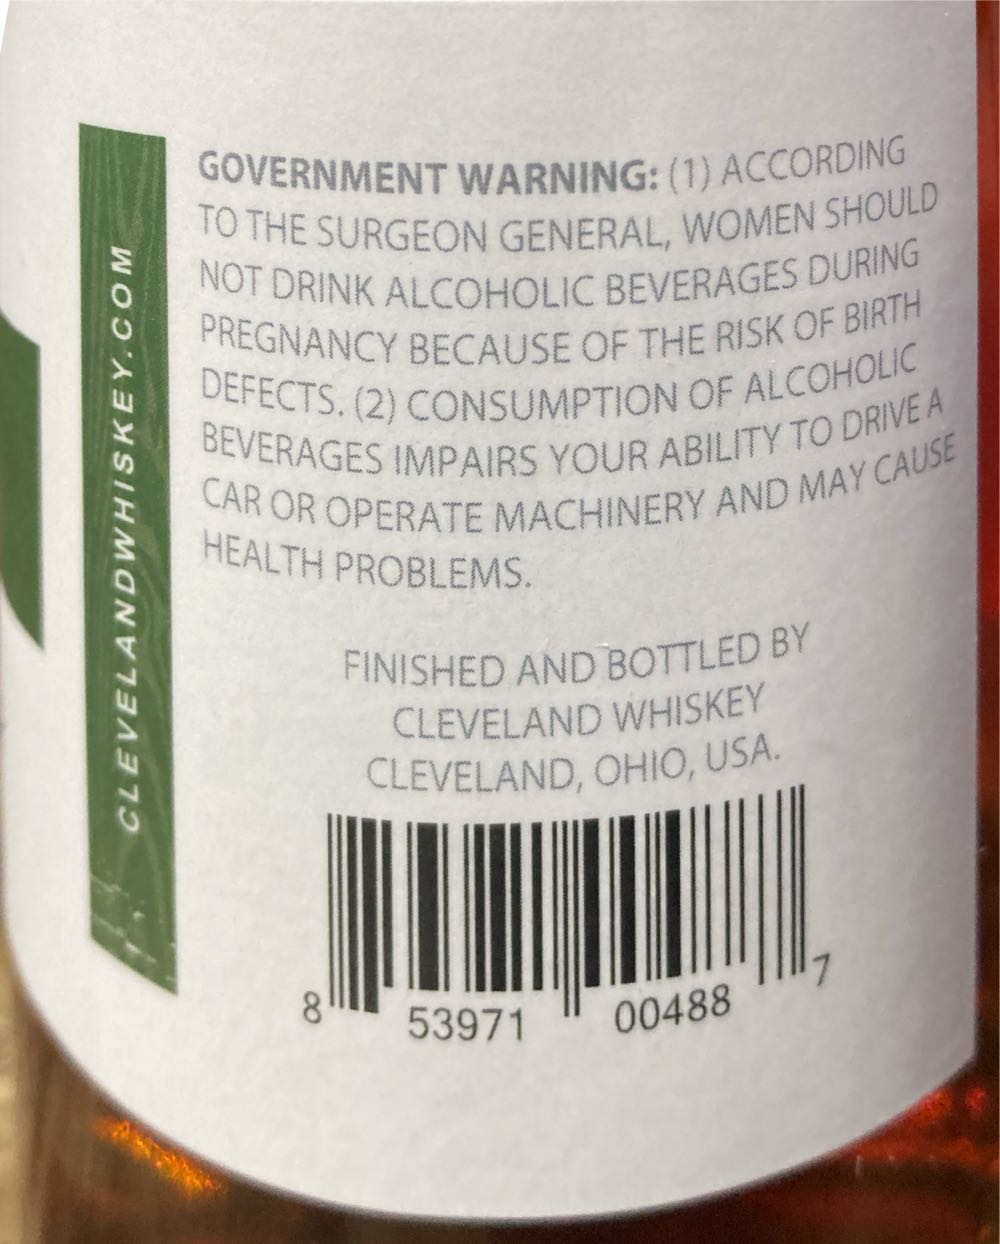 CLEVELANDWHISKEY.COM
GOVERNMENT WARNING: (1) ACCORDING
TO THE SURGEON GENERAL, WOMEN SHOULD
NOT DRINK ALCOHOLIC BEVERAGES DURING
PREGNANCY BECAUSE OF THE RISK OF BIRTH
DEFECTS. (2) CONSUMPTION OF ALCOHOLIC
BEVERAGES IMPAIRS YOUR ABILITY TO DRIVE A
CAR OR OPERATE MACHINERY AND MAY CAUSE
HEALTH PROBLEMS.
FINISHED AND BOTTLED BY
CLEVELAND WHISKEY
CLEVELAND, OHIO, USA.
8 53971 00488 7